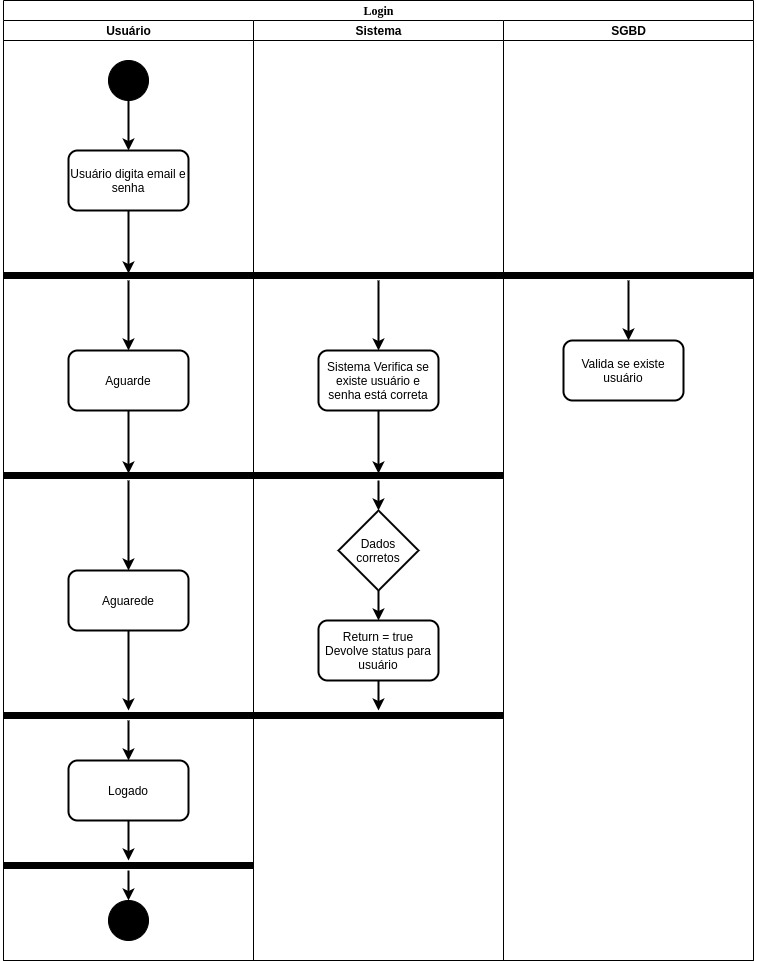 Login
Usuário
Sistema
SGBD
Usuário digita email e
senha
Aguarde
Sistema Verifica se
existe usuário e
senha está correta
Valida se existe
usuário
Dados
corretos
Aguarede
Return = true
Devolve status para
usuário
Logado